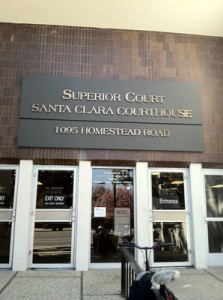 SUPERIOR COURT
SANTA CLARA COURTHOUSE
1095 HOMESTEAD ROAD
EXIT ONLY
Entrance